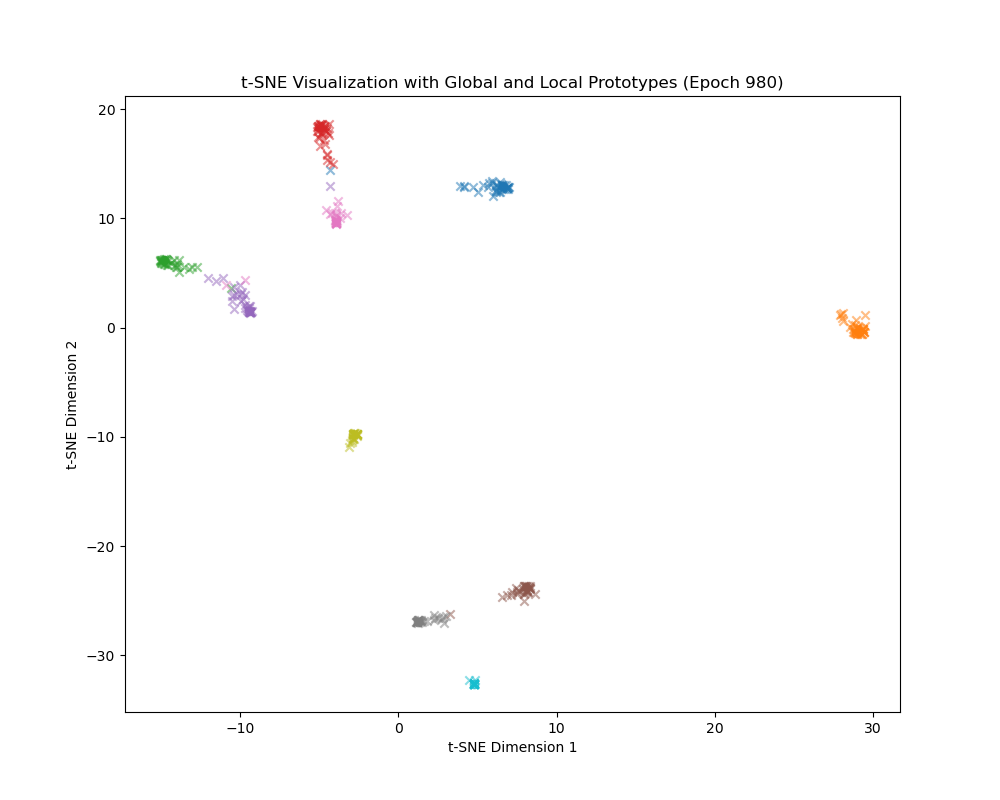 t-SNE Visualization with Global and Local Prototypes (Epoch 980)
20
10
0
−10
−20
−30
t-SNE Dimension 2
−10 0 10 20 30
t-SNE Dimension 1